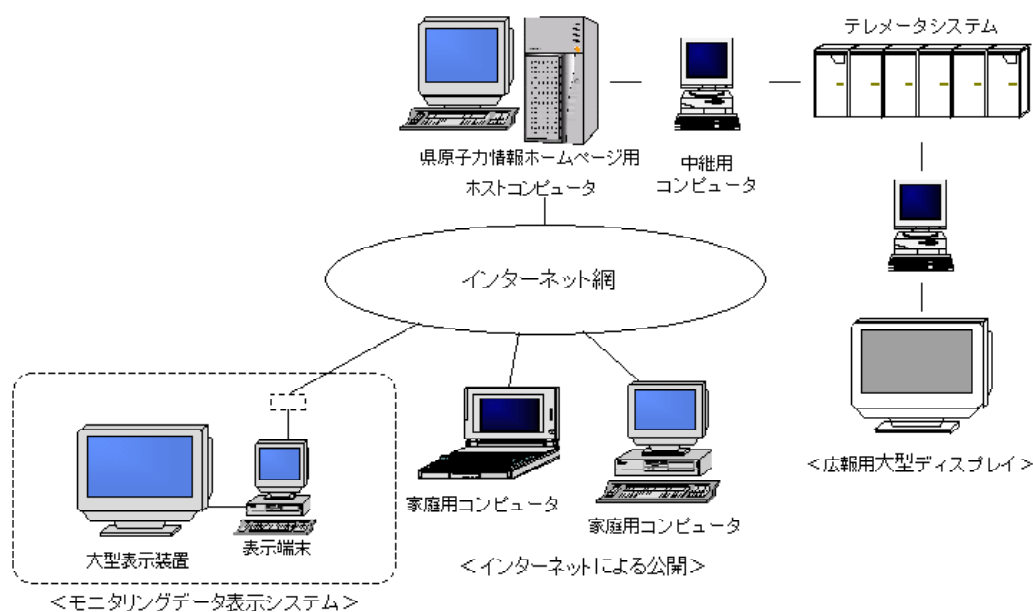 テレメータシステム
県原子力情報ホームページ用
ホストコンピュータ
中継用
コンピュータ
インターネット網
<広報用大型ディスプレイ>
家庭用コンピュータ
家庭用コンピュータ
大型表示装置
表示端末
<インターネットによる公開>
<モニタリングデータ表示システム>